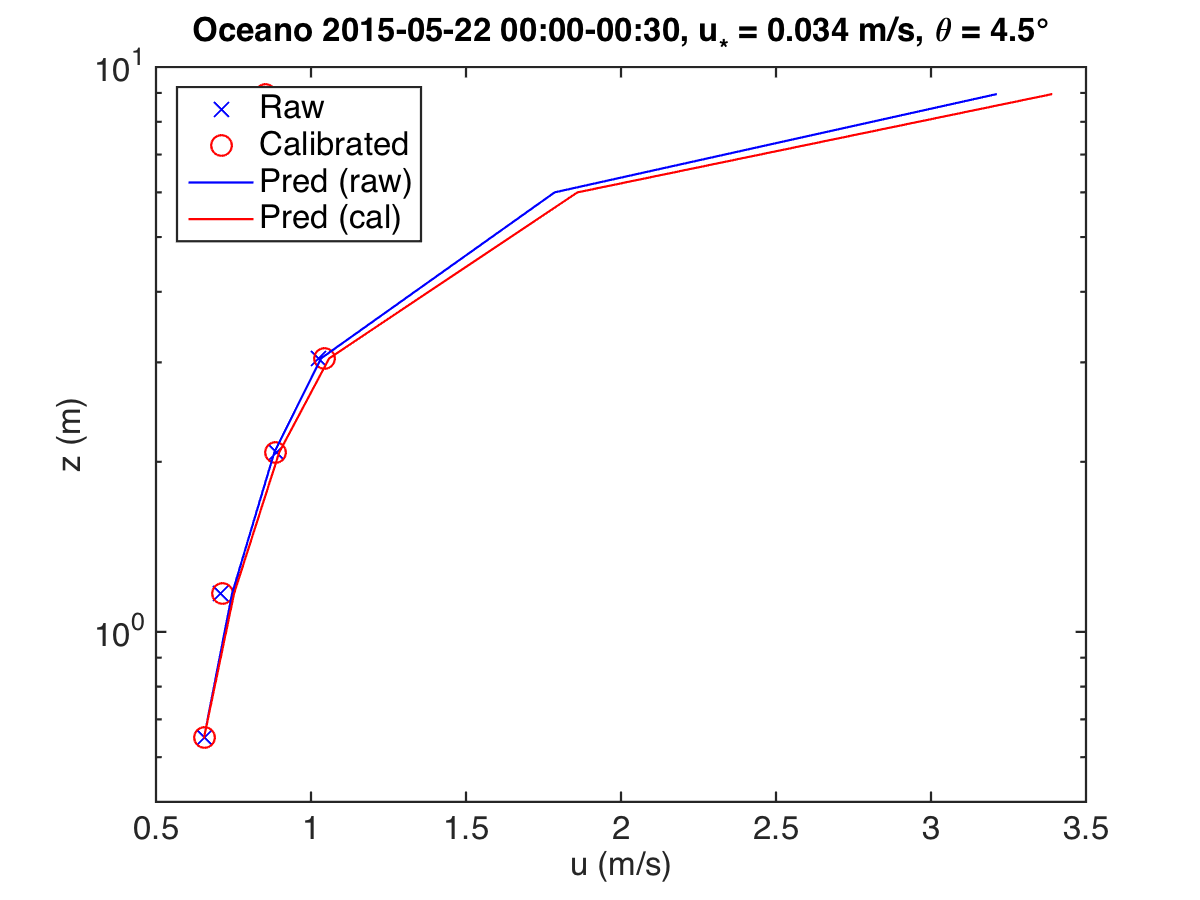 Oceano 2015-05-22 00:00-00:30, u* = 0.034 m/s, θ = 4.5°
10¹
Raw
Calibrated
Pred (raw)
Pred (cal)
z (m)
10⁰
0.5 1 1.5 2 2.5 3 3.5
u (m/s)